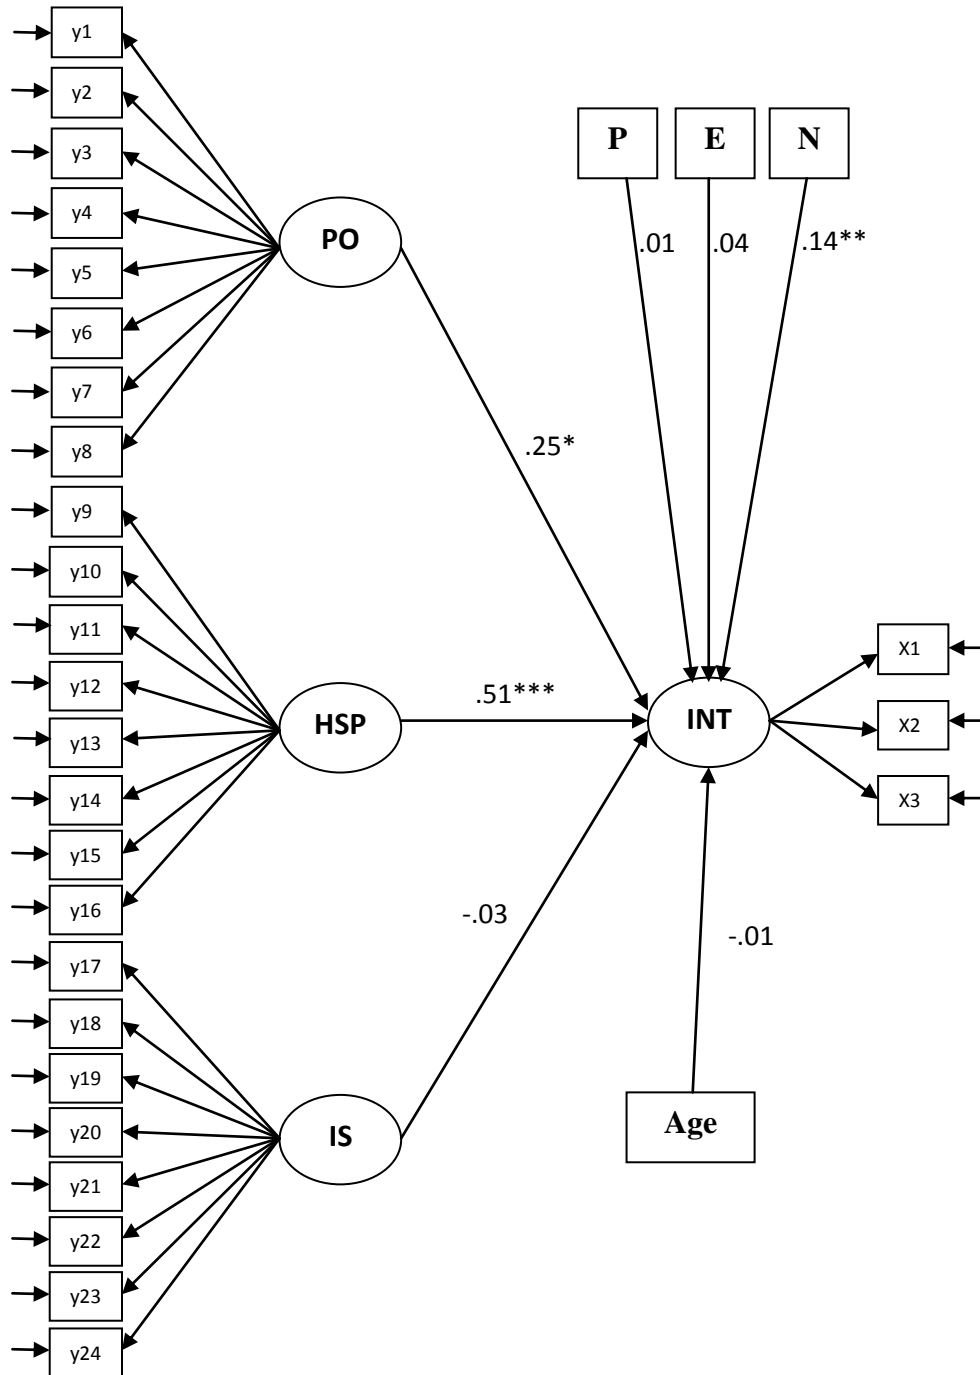 y1
y2
y3
y4
y5
y6
y7
y8
y9
y10
y11
y12
y13
y14
y15
y16
y17
y18
y19
y20
y21
y22
y23
y24
PO
HSP
IS
.25*
.51***
-.03
P E N
.01 .04 .14**
INT
X1
X2
X3
-.01
Age